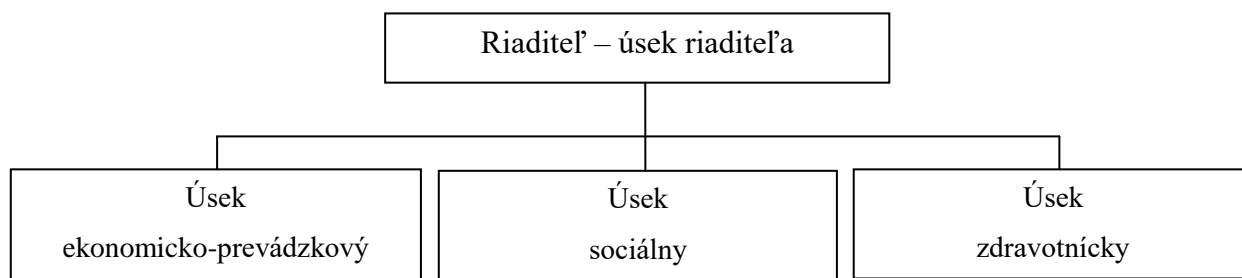 Riaditeľ – úsek riaditeľa
Úsek
ekonomicko-prevádzkový
Úsek
sociálny
Úsek
zdravotnícky